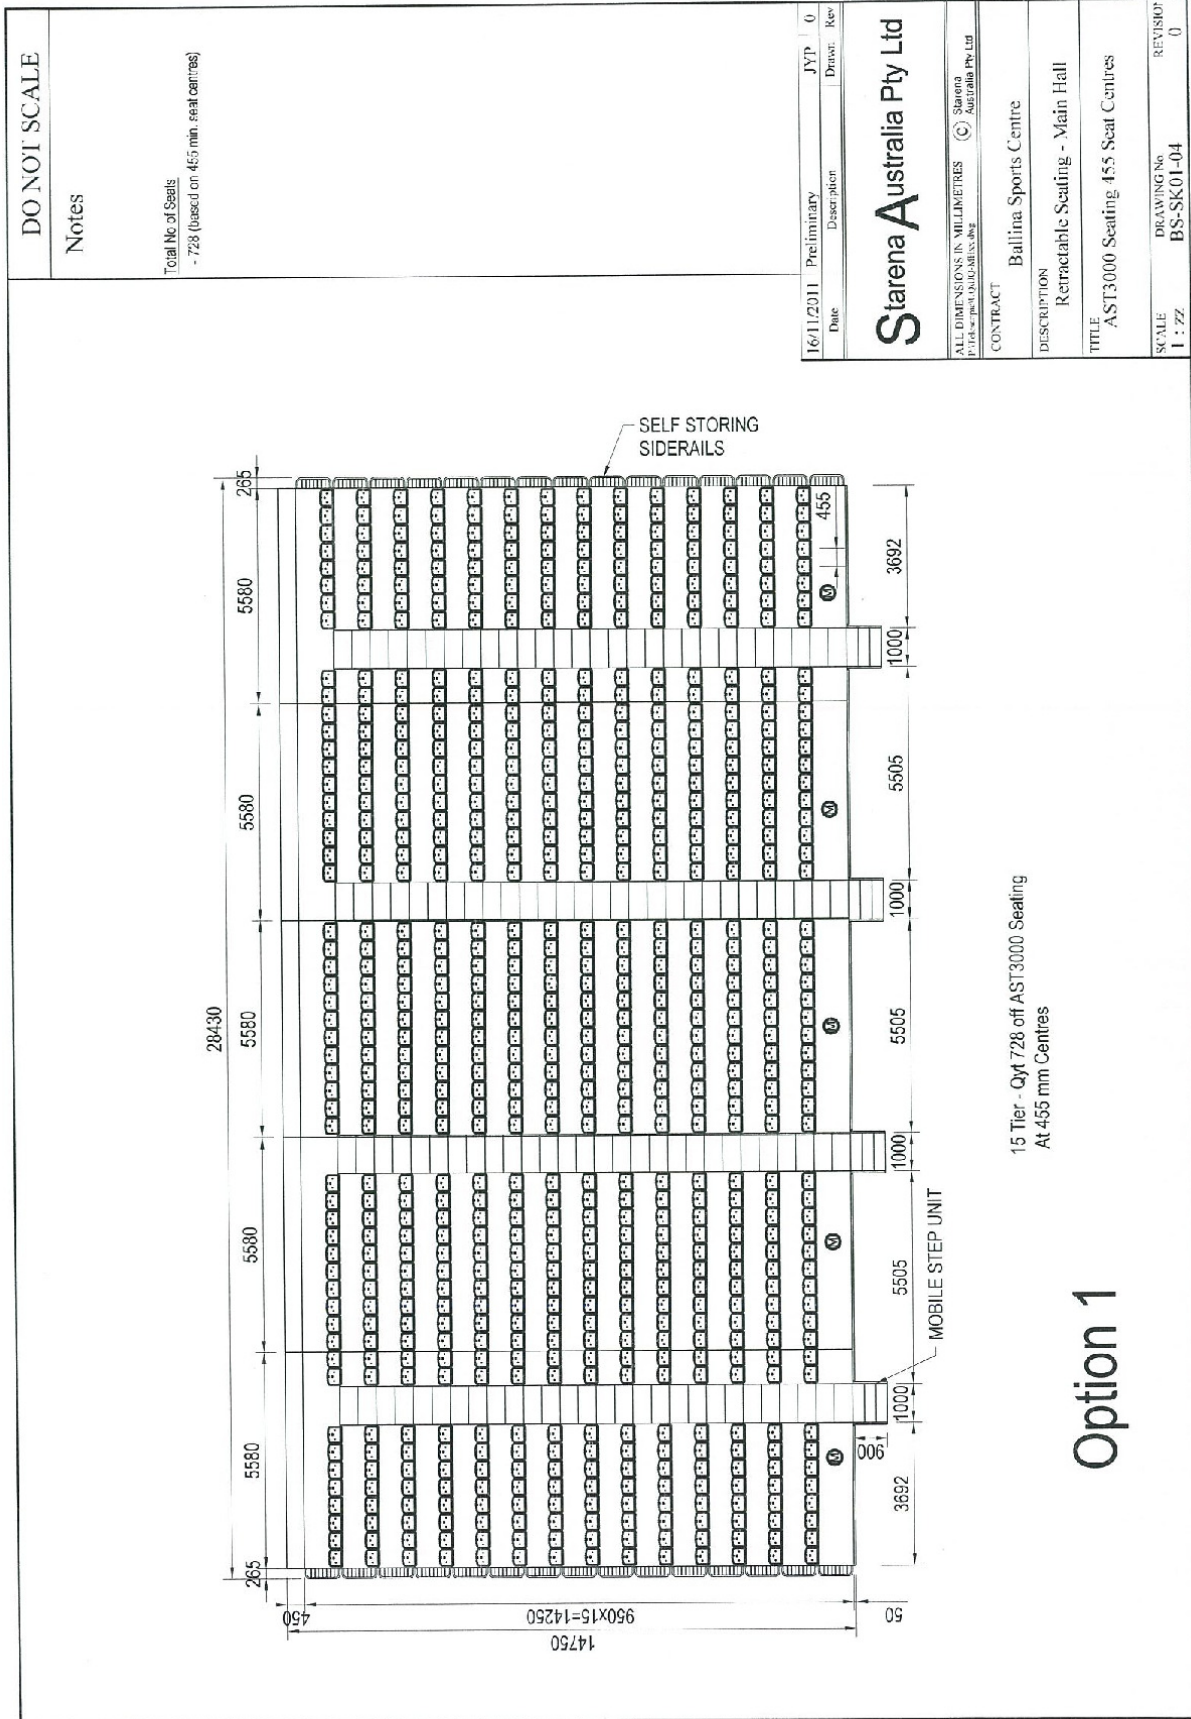 DO NOT SCALE
Notes
Total No of Seats
- 728 (based on 455 min. seat centres)
28430
265
5580
5580
5580
5580
5580
265
450
950x15=14250
14750
50
SELF STORING
SIDERAILS
455
M
M
M
M
M
3692
1000
5505
1000
5505
1000
5505
1000
3692
900
MOBILE STEP UNIT
15 Tier - Qyt 728 off AST3000 Seating
At 455 mm Centres
Option 1
16/11/2011 Preliminary JYP 0
Date Description Drawn Rev
Starena Australia Pty Ltd
ALL DIMENSIONS IN MILLIMETRES
© Starena
Australia Pty Ltd
CONTRACT
Ballina Sports Centre
DESCRIPTION
Retractable Seating - Main Hall
TITLE
AST3000 Seating 455 Seat Centres
SCALE
1 : ZZ
DRAWING No
BS-SK01-04
REVISION
0